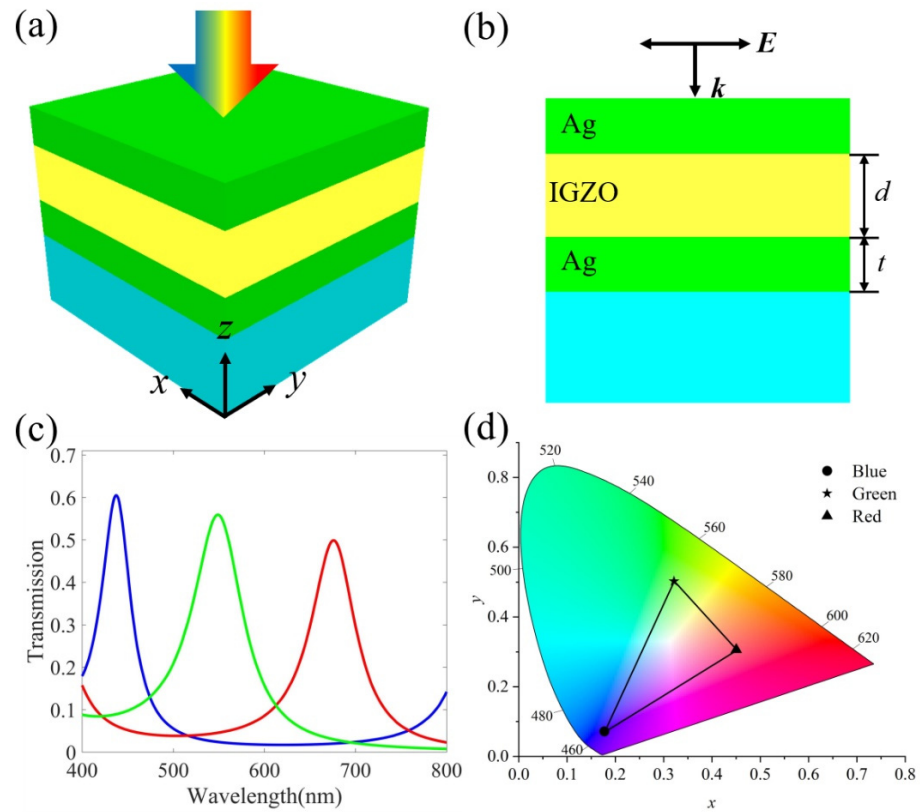 (a)
z
x
y
(b)
E
k
Ag
IGZO
d
Ag
t
(c)
0.7
0.6
0.5
0.4
0.3
0.2
0.1
0
Transmission
400
500
600
700
800
Wavelength(nm)
(d)
0.8
0.6
0.4
0.2
0.0
y
520
540
560
580
600
620
500
480
460
Blue
Green
Red
0.0
0.1
0.2
0.3
0.4
0.5
0.6
0.7
0.8
x